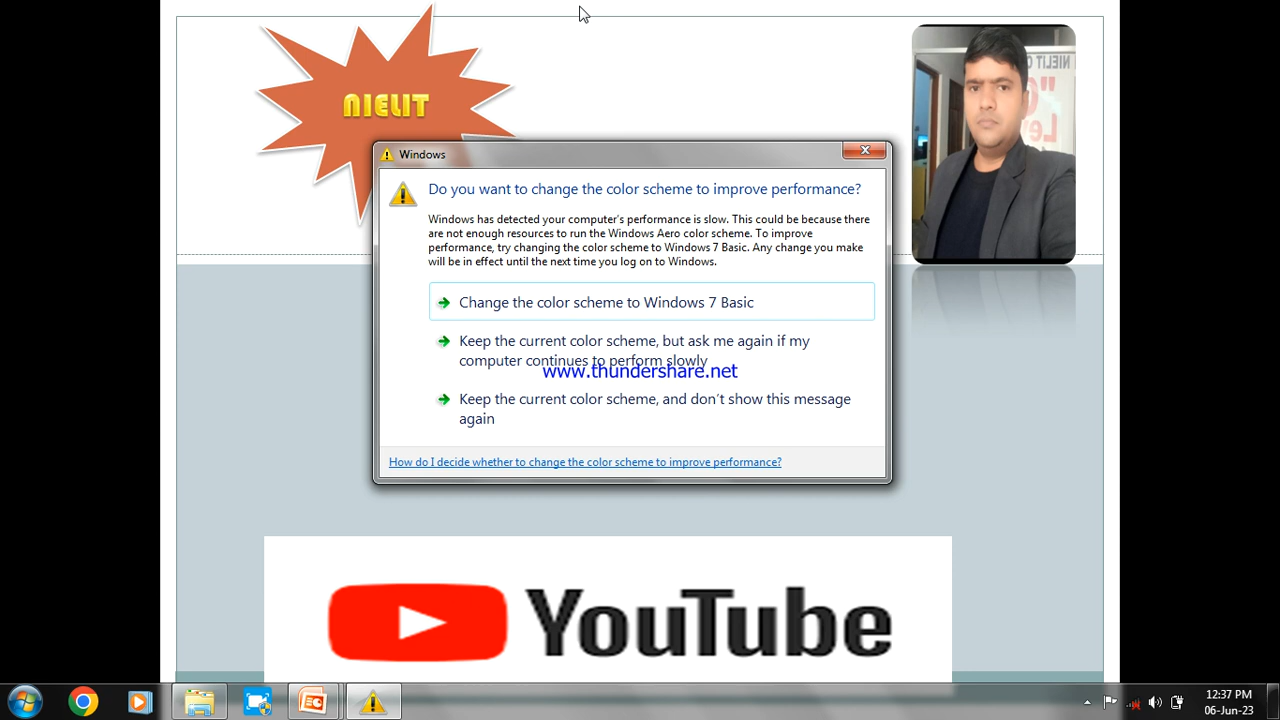 NIELIT
Windows
Do you want to change the color scheme to improve performance?
Windows has detected your computer's performance is slow. This could be because there
are not enough resources to run the Windows Aero color scheme. To improve
performance, try changing the color scheme to Windows 7 Basic. Any change you make
will be in effect until the next time you log on to Windows.
Change the color scheme to Windows 7 Basic
Keep the current color scheme, but ask me again if my
computer continues to perform slowly
www.thundershare.net
Keep the current color scheme, and don't show this message
again
How do I decide whether to change the color scheme to improve performance?
YouTube
12:37 PM
06-Jun-23